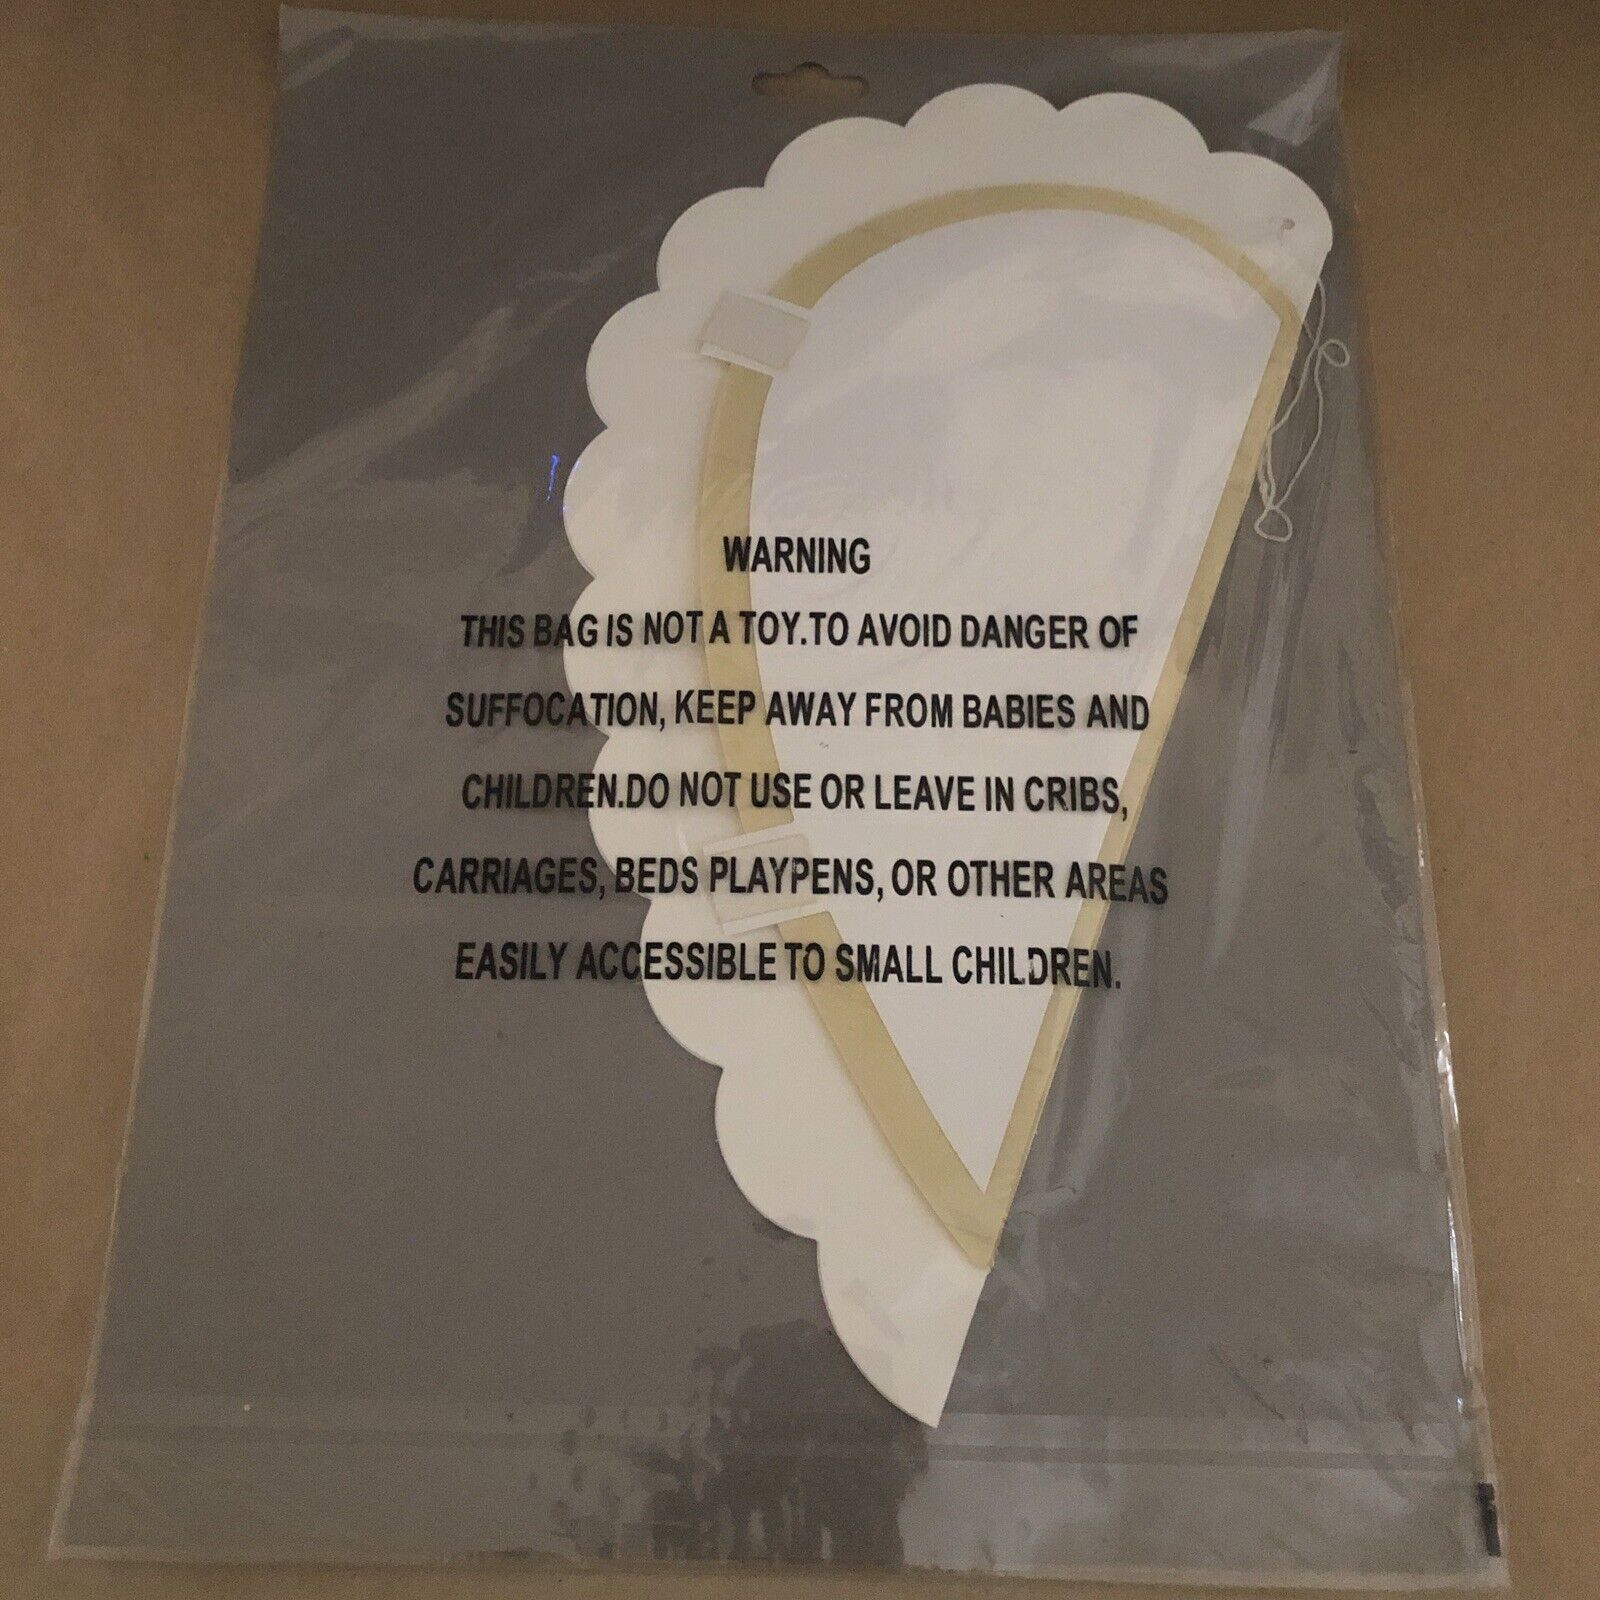 WARNING
THIS BAG IS NOT A TOY.TO AVOID DANGER OF
SUFFOCATION, KEEP AWAY FROM BABIES AND
CHILDREN.DO NOT USE OR LEAVE IN CRIBS,
CARRIAGES, BEDS PLAYPENS, OR OTHER AREAS
EASILY ACCESSIBLE TO SMALL CHILDREN.